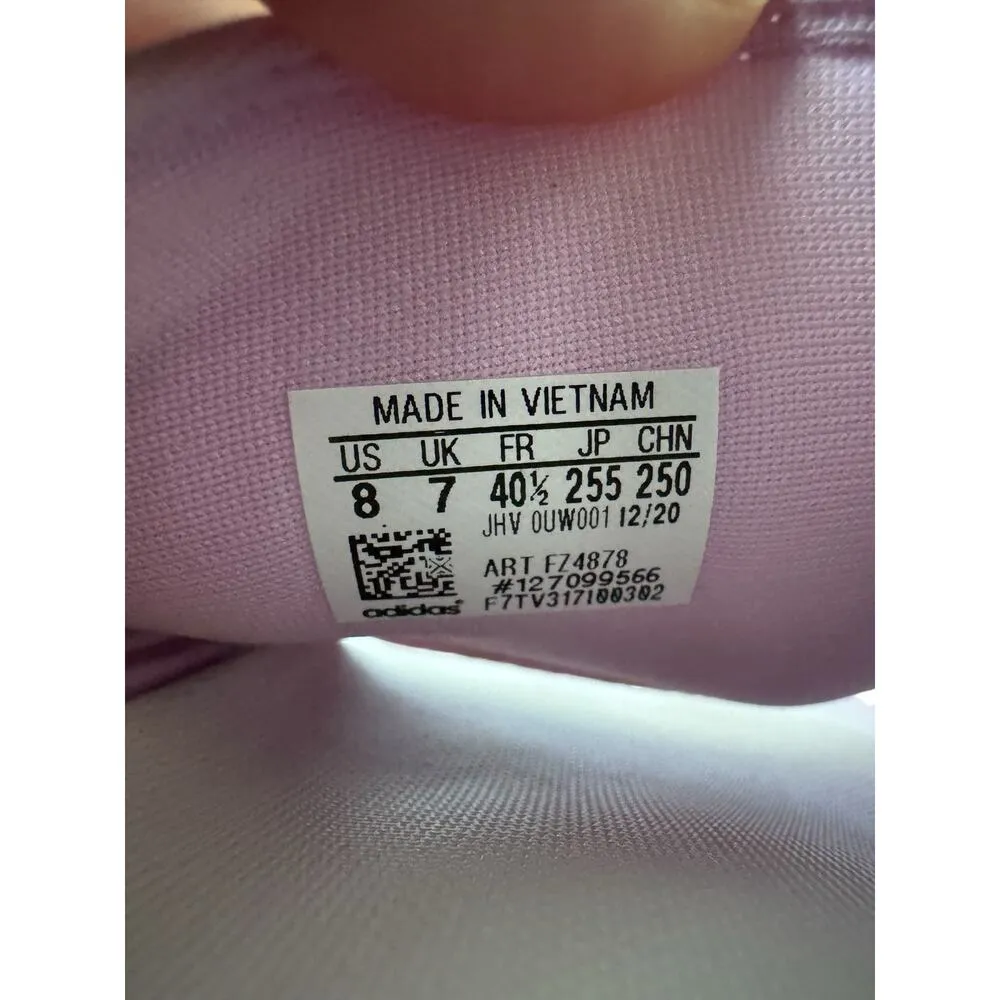 MADE IN VIETNAM
US UK FR JP CHN
8 7 40½ 255 250
JHV 0UW001 12/20
ART FZ4878
#127099566
F7TV317100302
adidas